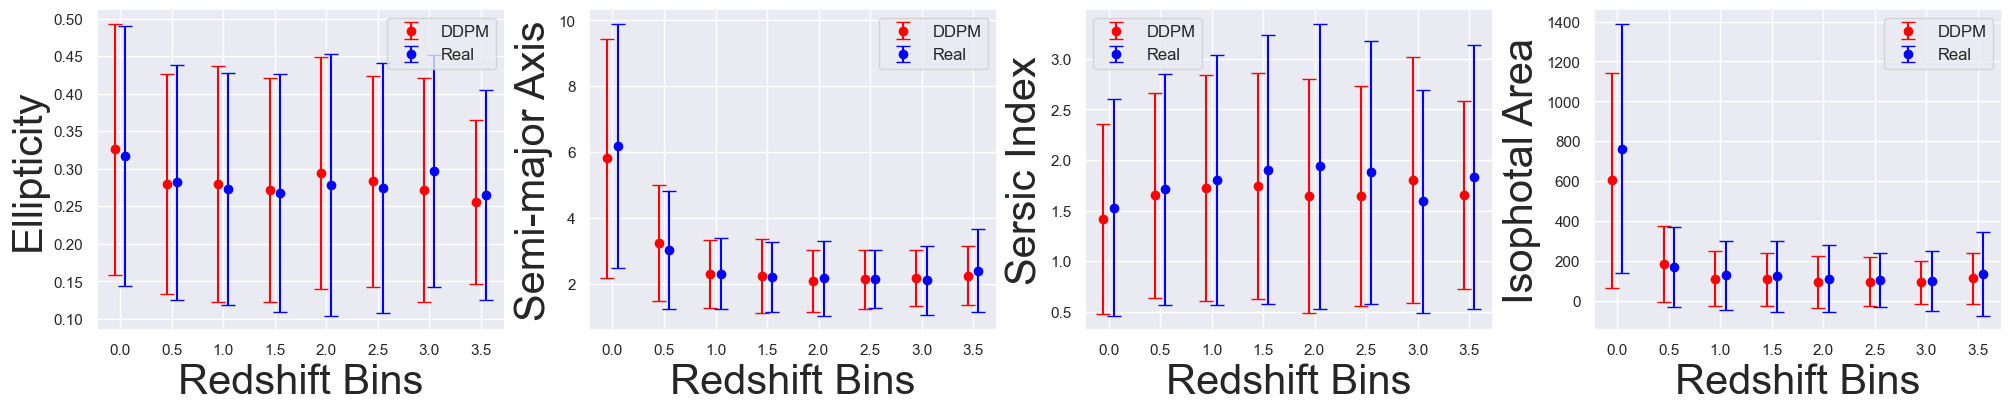 Ellipticity
0.50
0.45
0.40
0.35
0.30
0.25
0.20
0.15
0.10
DDPM
Real
0.0 0.5 1.0 1.5 2.0 2.5 3.0 3.5
Redshift Bins
Semi-major Axis
10
8
6
4
2
DDPM
Real
0.0 0.5 1.0 1.5 2.0 2.5 3.0 3.5
Redshift Bins
Sersic Index
3.0
2.5
2.0
1.5
1.0
0.5
DDPM
Real
0.0 0.5 1.0 1.5 2.0 2.5 3.0 3.5
Redshift Bins
Isophotal Area
1400
1200
1000
800
600
400
200
0
DDPM
Real
0.0 0.5 1.0 1.5 2.0 2.5 3.0 3.5
Redshift Bins